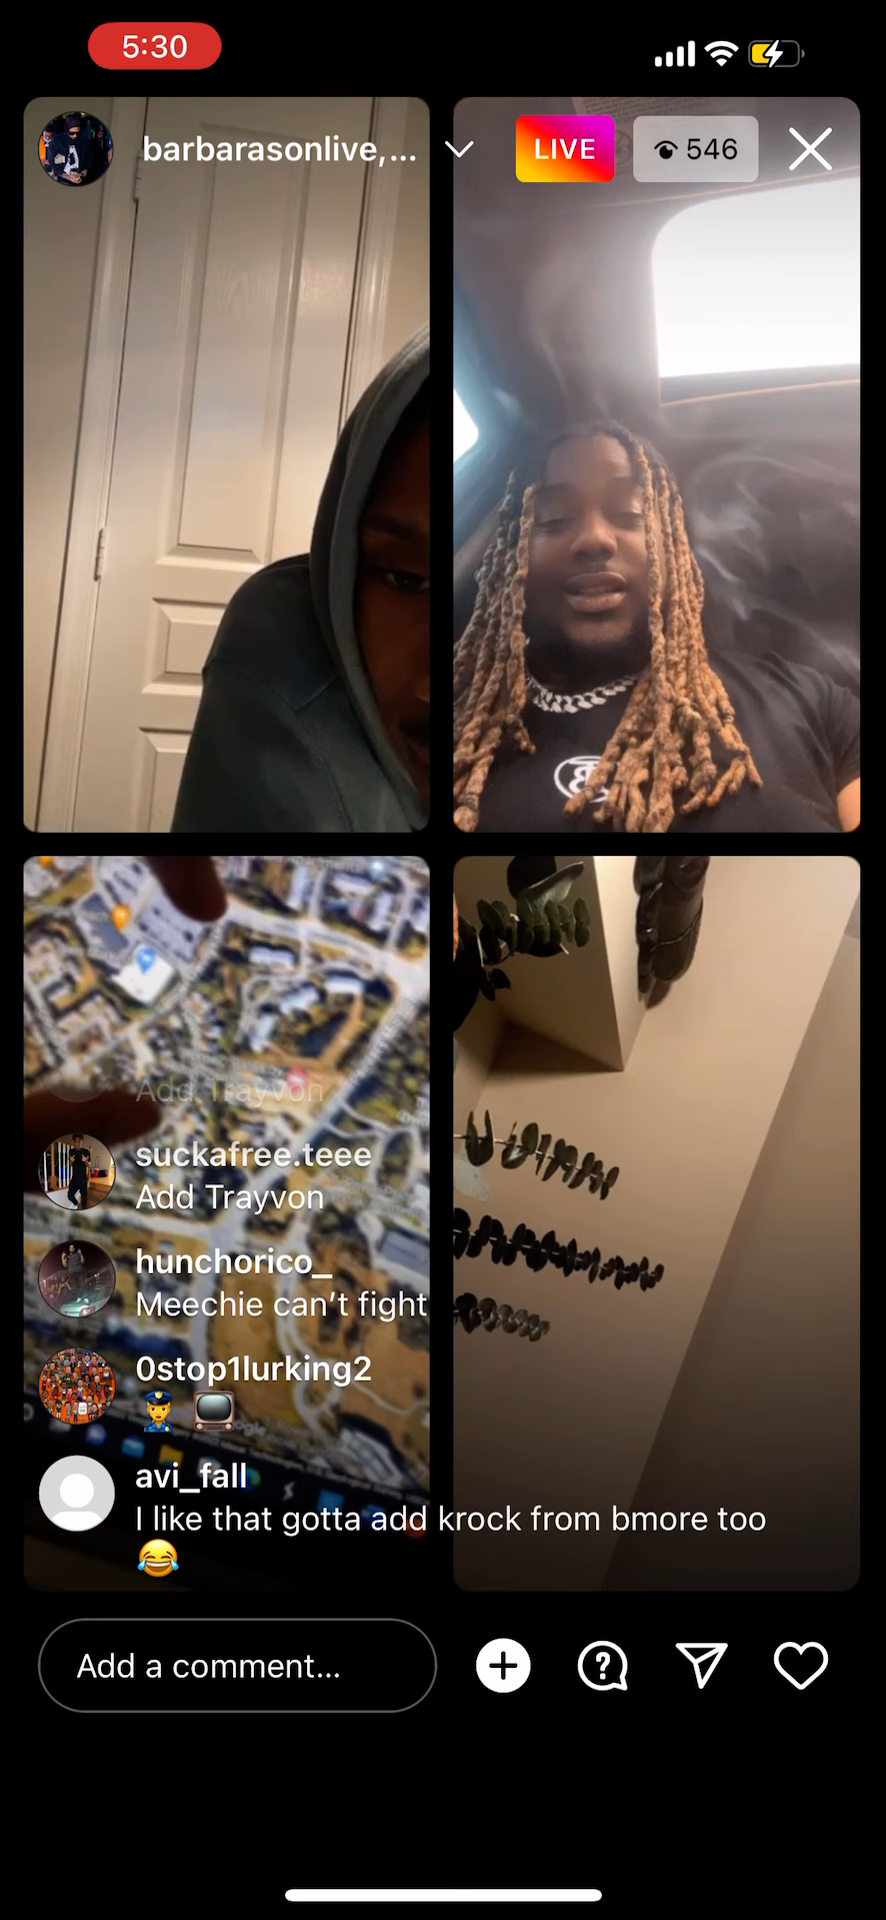 5:30
barbarasonlive,...
LIVE
546
Add Trayvon
suckafree.teee
Add Trayvon
hunchorico_
Meechie can't fight
0stop1lurking2
👮 📺
avi_fall
I like that gotta add krock from bmore too
😂
Add a comment...